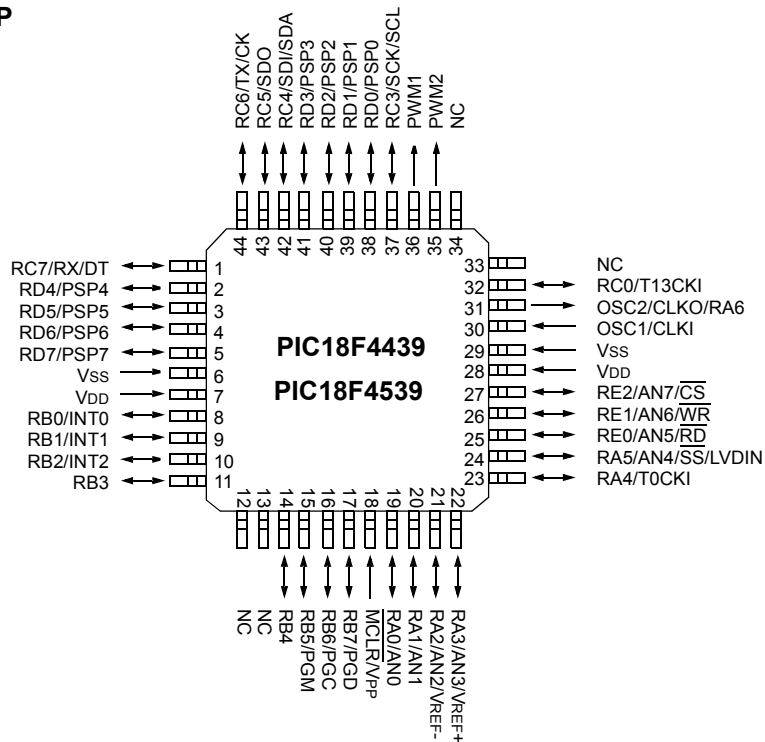 P
RC6/TX/CK
RC5/SDO
RC4/SDI/SDA
RD3/PSP3
RD2/PSP2
RD1/PSP1
RD0/PSP0
RC3/SCK/SCL
PWM1
PWM2
NC
44
43
42
41
40
39
38
37
36
35
34
RC7/RX/DT 1
RD4/PSP4 2
RD5/PSP5 3
RD6/PSP6 4
RD7/PSP7 5
VSS 6
VDD 7
RB0/INT0 8
RB1/INT1 9
RB2/INT2 10
RB3 11
PIC18F4439
PIC18F4539
33 NC
32 RC0/T13CKI
31 OSC2/CLKO/RA6
30 OSC1/CLKI
29 VSS
28 VDD
27 RE2/AN7/CS
26 RE1/AN6/WR
25 RE0/AN5/RD
24 RA5/AN4/SS/LVDIN
23 RA4/T0CKI
12
13
14
15
16
17
18
19
20
21
22
NC
NC
RB4
RB5/PGM
RB6/PGC
RB7/PGD
MCLR/VPP
RA0/AN0
RA1/AN1
RA2/AN2/VREF-
RA3/AN3/VREF+